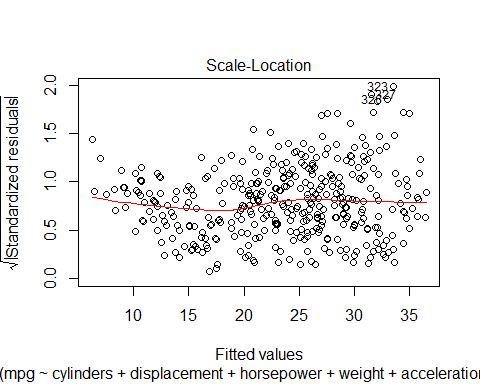 Scale-Location
√|Standardized residuals|
2.0
1.5
1.0
0.5
0.0
323
327
10 15 20 25 30 35
Fitted values
(mpg ~ cylinders + displacement + horsepower + weight + acceleration